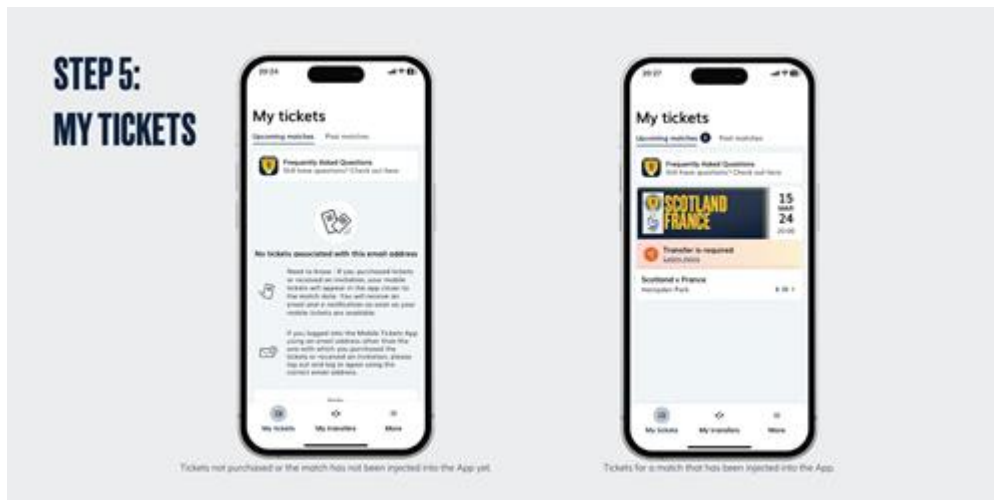 STEP 5:
MY TICKETS
20:24
My tickets
Upcoming matches Past matches
Frequently Asked Questions
Still have questions? Check out here
No tickets associated with this email address
Need to know - If you purchased tickets
or received an invitation, your mobile
tickets will appear in the app closer to
the match date. You will receive an
email and a notification as soon as your
mobile tickets are available.
If you logged into the Mobile Tickets App
using an email address other than the
one with which you purchased the
tickets or received an invitation, please
log out and log in again using the
correct email address.
My tickets My transfers More
Tickets not purchased or the match has not been injected into the App yet.
20:27
My tickets
Upcoming matches Past matches
Frequently Asked Questions
Still have questions? Check out here
SCOTLAND
FRANCE
15
MAR
24
20:00
Transfer is required
Learn more
Scotland v France
Hampden Park
My tickets My transfers More
Tickets for a match that has been injected into the App.